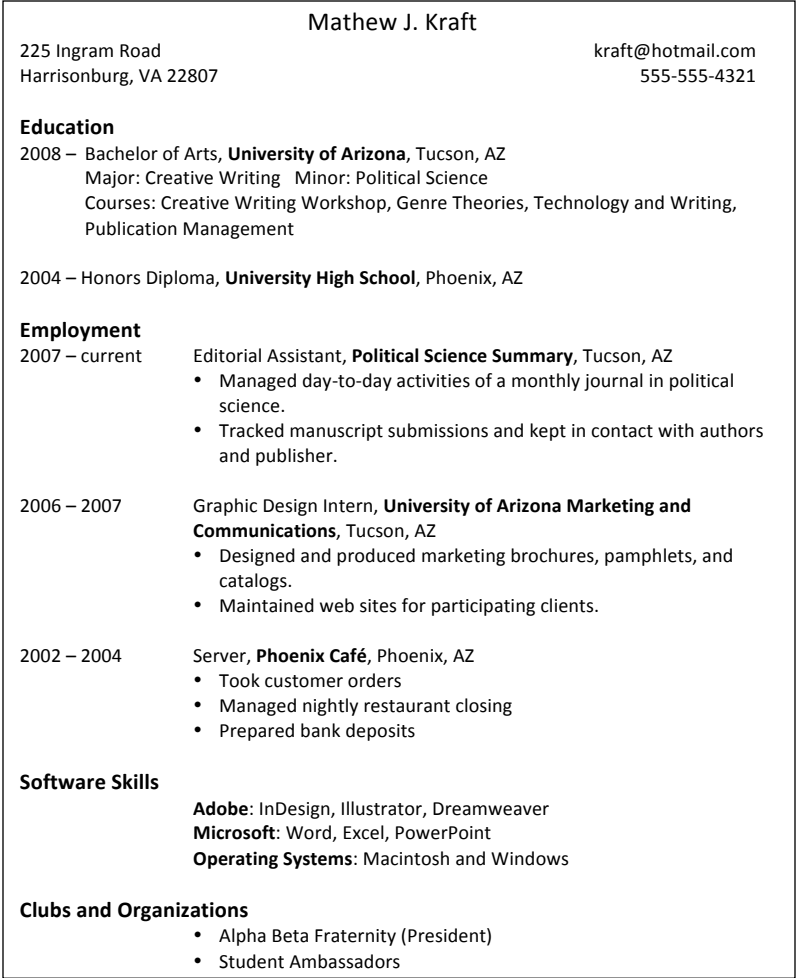 Mathew J. Kraft
225 Ingram Road kraft@hotmail.com
Harrisonburg, VA 22807 555-555-4321
Education
2008 – Bachelor of Arts, University of Arizona, Tucson, AZ
Major: Creative Writing Minor: Political Science
Courses: Creative Writing Workshop, Genre Theories, Technology and Writing,
Publication Management
2004 – Honors Diploma, University High School, Phoenix, AZ
Employment
2007 – current Editorial Assistant, Political Science Summary, Tucson, AZ
• Managed day-to-day activities of a monthly journal in political
science.
• Tracked manuscript submissions and kept in contact with authors
and publisher.
2006 – 2007 Graphic Design Intern, University of Arizona Marketing and
Communications, Tucson, AZ
• Designed and produced marketing brochures, pamphlets, and
catalogs.
• Maintained web sites for participating clients.
2002 – 2004 Server, Phoenix Café, Phoenix, AZ
• Took customer orders
• Managed nightly restaurant closing
• Prepared bank deposits
Software Skills
Adobe: InDesign, Illustrator, Dreamweaver
Microsoft: Word, Excel, PowerPoint
Operating Systems: Macintosh and Windows
Clubs and Organizations
• Alpha Beta Fraternity (President)
• Student Ambassadors